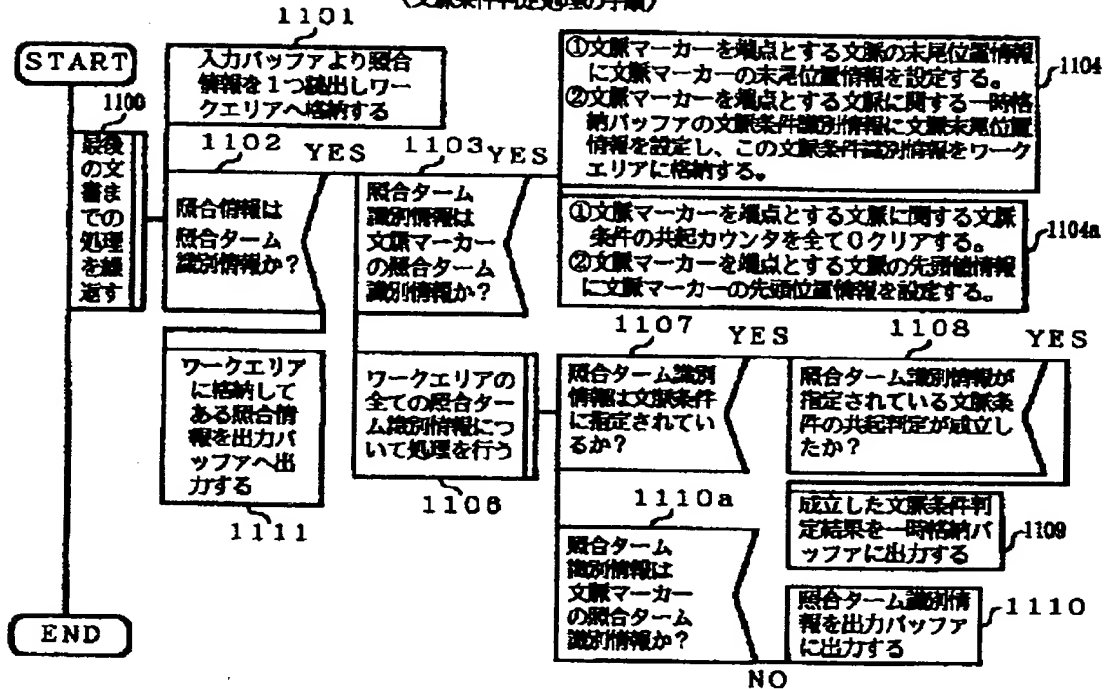 (文脈条件判定処理の手順)
1101
START
入力バッファより照合
情報を1つ読出しワー
クエリアへ格納する
①文脈マーカーを端点とする文脈の末尾位置情報
に文脈マーカーの末尾位置情報を設定する。
②文脈マーカーを端点とする文脈に関する一時格
納バッファの文脈条件識別情報に文脈末尾位置
情報を設定し、この文脈条件識別情報をワーク
エリアに格納する。
1104
1100
最後
の文
書ま
での
処理
を繰
返す
1102
YES
照合情報は
照合ターム
識別情報か?
1103
YES
照合ターム
識別情報は
文脈マーカー
の照合ターム
識別情報か?
①文脈マーカーを端点とする文脈に関する文脈
条件の共起カウンタを全て0クリアする。
②文脈マーカーを端点とする文脈の先頭値情報
に文脈マーカーの先頭位置情報を設定する。
1104a
1107
YES
1108
YES
ワークエリア
に格納して
ある照合情
報を出力バ
ッファへ出
力する
1111
ワークエリアの
全ての照合ター
ム識別情報につ
いて処理を行う
1106
照合ターム識別
情報は文脈条件
に指定されてい
るか?
照合ターム識別情報が
指定されている文脈条
件の共起判定が成立し
たか?
1110a
成立した文脈条件判
定結果を一時格納バ
ッファに出力する
1109
照合ターム
識別情報は
文脈マーカー
の照合ターム
識別情報か?
NO
照合ターム識別情
報を出力バッファ
に出力する
1110
END